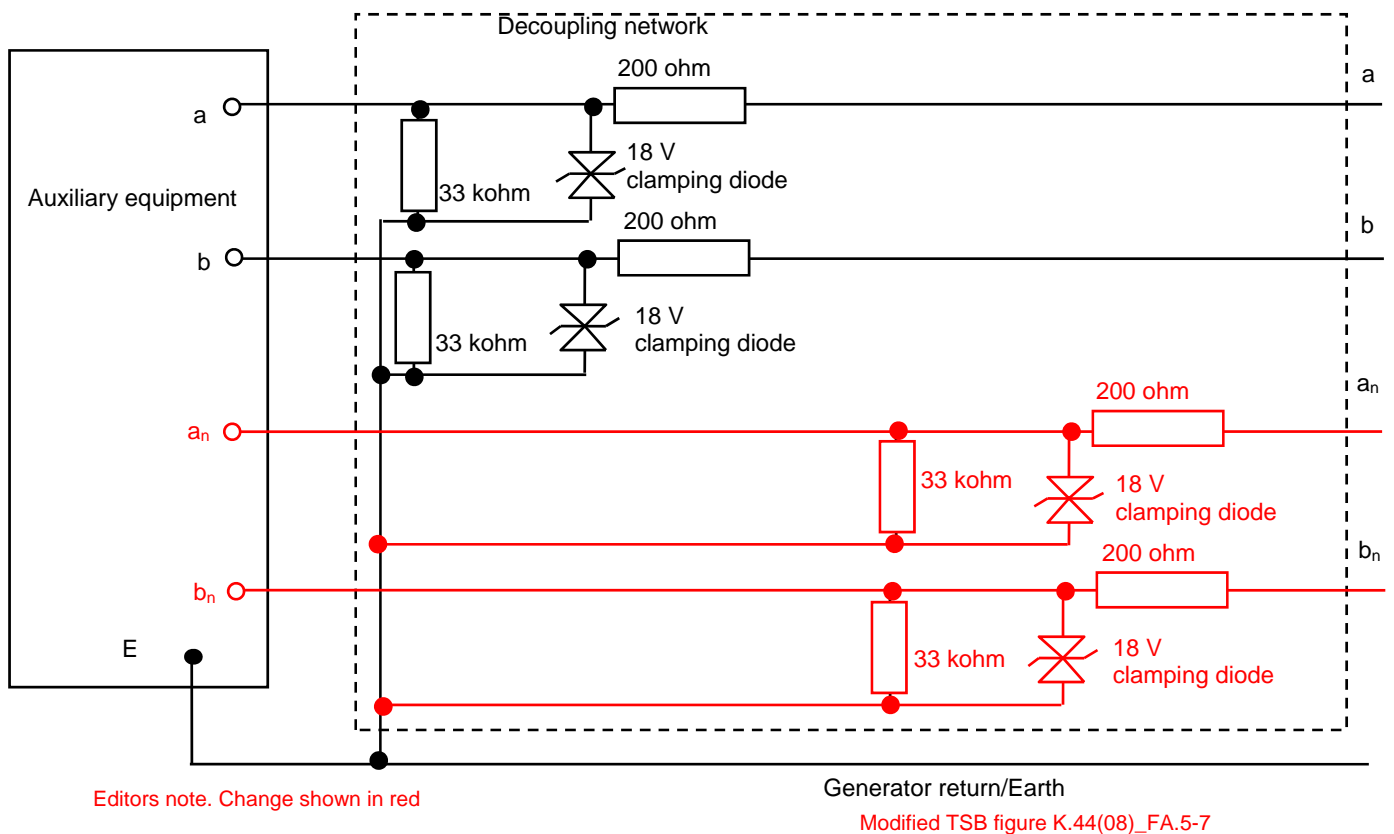 Decoupling network
200 ohm
a
a
18 V
clamping diode
Auxiliary equipment
33 kohm
200 ohm
b
b
18 V
clamping diode
33 kohm
200 ohm
an
an
33 kohm
18 V
clamping diode
200 ohm
bn
bn
E
33 kohm
18 V
clamping diode
Generator return/Earth
Editors note. Change shown in red
Modified TSB figure K.44(08)_FA.5-7